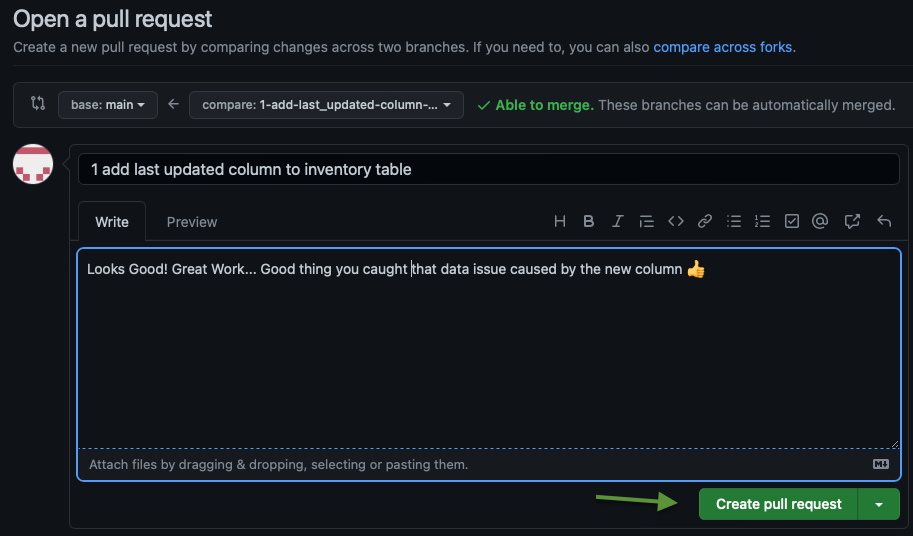 Open a pull request
Create a new pull request by comparing changes across two branches. If you need to, you can also compare across forks.
base: main
compare: 1-add-last_updated-column-...
Able to merge. These branches can be automatically merged.
1 add last updated column to inventory table
Write
Preview
Looks Good! Great Work... Good thing you caught that data issue caused by the new column 👍
Attach files by dragging & dropping, selecting or pasting them.
Create pull request